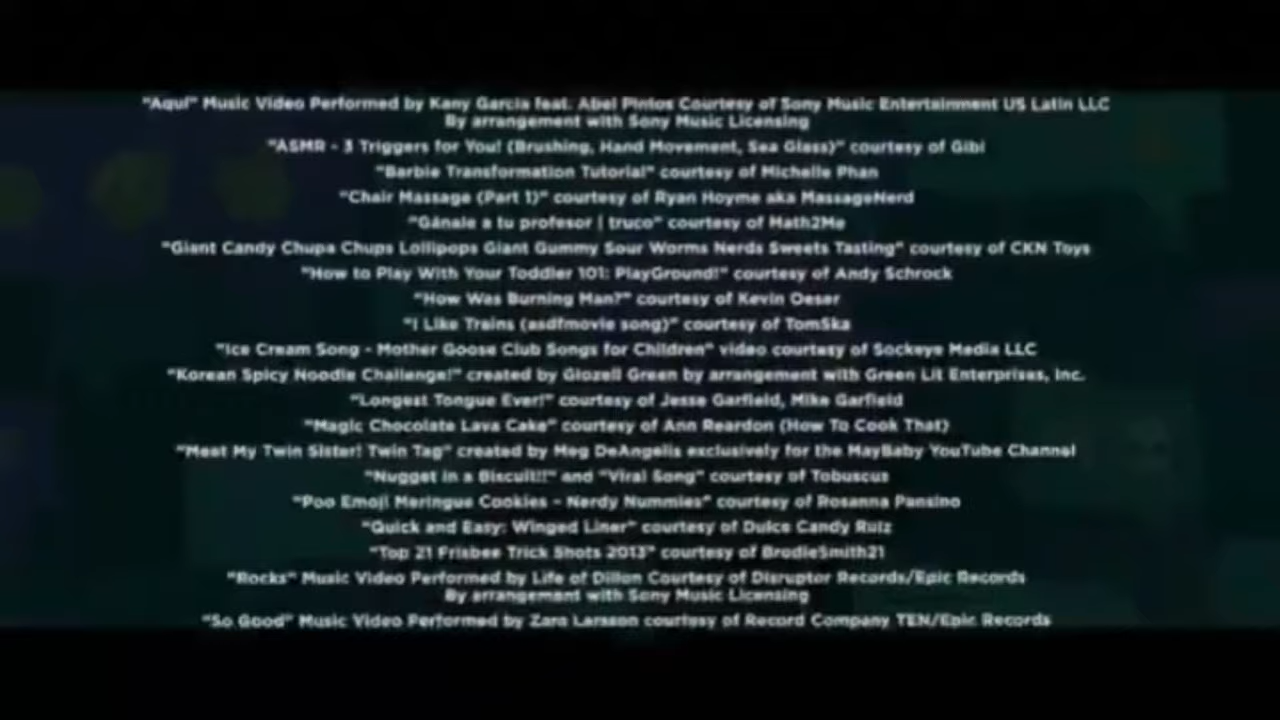 "Aquí" Music Video Performed by Kany García feat. Abel Pintos Courtesy of Sony Music Entertainment US Latin LLC
By arrangement with Sony Music Licensing
"ASMR - 3 Triggers for You! (Brushing, Hand Movement, Sea Glass)" courtesy of Gibi
"Barbie Transformation Tutorial" courtesy of Michelle Phan
"Chair Massage (Part 1)" courtesy of Ryan Hoyme aka MassageNerd
"Gánale a tu profesor | truco" courtesy of Math2Me
"Giant Candy Chupa Chups Lollipops Giant Gummy Sour Worms Nerds Sweets Tasting" courtesy of CKN Toys
"How to Play With Your Toddler 101: PlayGround!" courtesy of Andy Schrock
"How Was Burning Man?" courtesy of Kevin Oeser
"I Like Trains (asdfmovie song)" courtesy of TomSka
"Ice Cream Song - Mother Goose Club Songs for Children" video courtesy of Sockeye Media LLC
"Korean Spicy Noodle Challenge!" created by Glozell Green by arrangement with Green Lit Enterprises, Inc.
"Longest Tongue Ever!" courtesy of Jesse Garfield, Mike Garfield
"Magic Chocolate Lava Cake" courtesy of Ann Reardon (How To Cook That)
"Meet My Twin Sister! Twin Tag" created by Meg DeAngelis exclusively for the MayBaby YouTube Channel
"Nugget in a Biscuit!!" and "Viral Song" courtesy of Tobuscus
"Poo Emoji Meringue Cookies - Nerdy Nummies" courtesy of Rosanna Pansino
"Quick and Easy: Winged Liner" courtesy of Dulce Candy Ruiz
"Top 21 Frisbee Trick Shots 2013" courtesy of BrodieSmith21
"Rocks" Music Video Performed by Life of Dillon Courtesy of Disruptor Records/Epic Records
By arrangement with Sony Music Licensing
"So Good" Music Video Performed by Zara Larsson courtesy of Record Company TEN/Epic Records